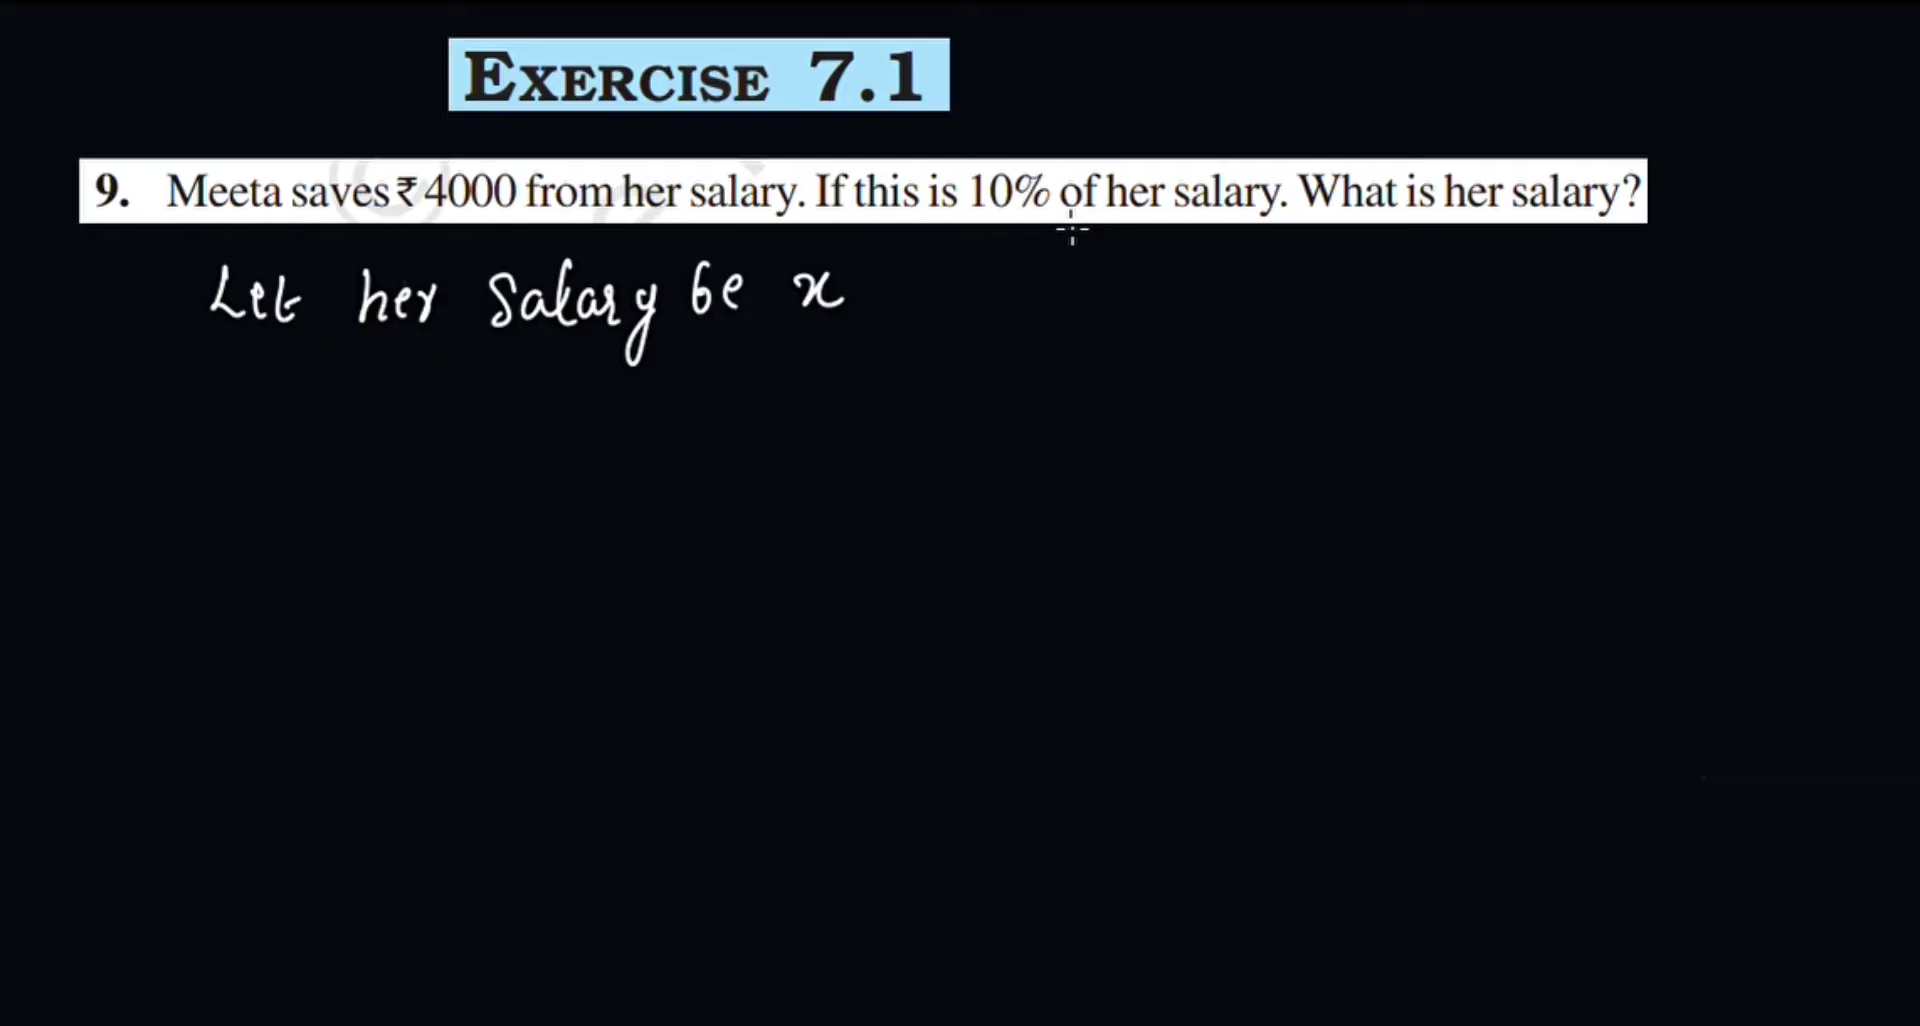 EXERCISE 7.1
9. Meeta saves ₹ 4000 from her salary. If this is 10% of her salary. What is her salary?
Let her Salary be x